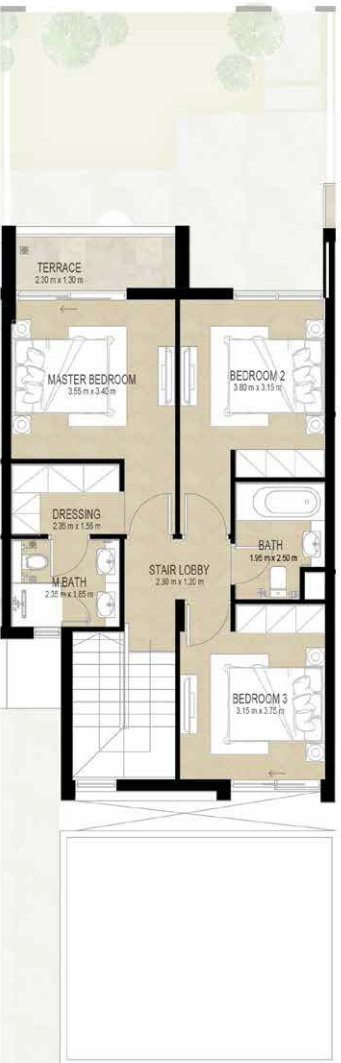 TERRACE
2.30 m x 1.30 m
MASTER BEDROOM
3.55 m x 3.40 m
BEDROOM 2
3.80 m x 3.15 m
DRESSING
2.35 m x 1.55 m
BATH
1.95 m x 2.50 m
M.BATH
2.35 m x 1.65 m
STAIR LOBBY
2.30 m x 1.20 m
BEDROOM 3
3.15 m x 3.75 m